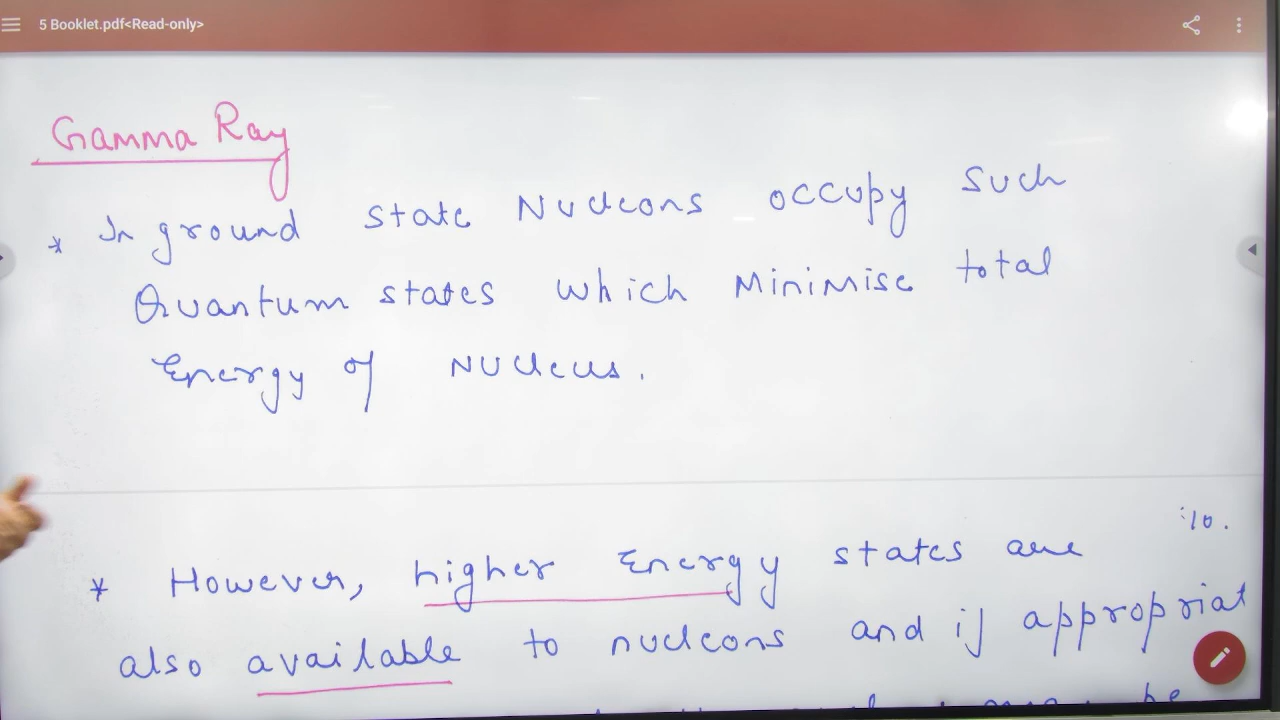 5 Booklet.pdf<Read-only>
Gamma Ray
* In ground state Nucleons occupy such
Quantum states which Minimise total
Energy of Nucleus.
10.
* However, higher Energy states are
also available to nucleons and if appropriat
be